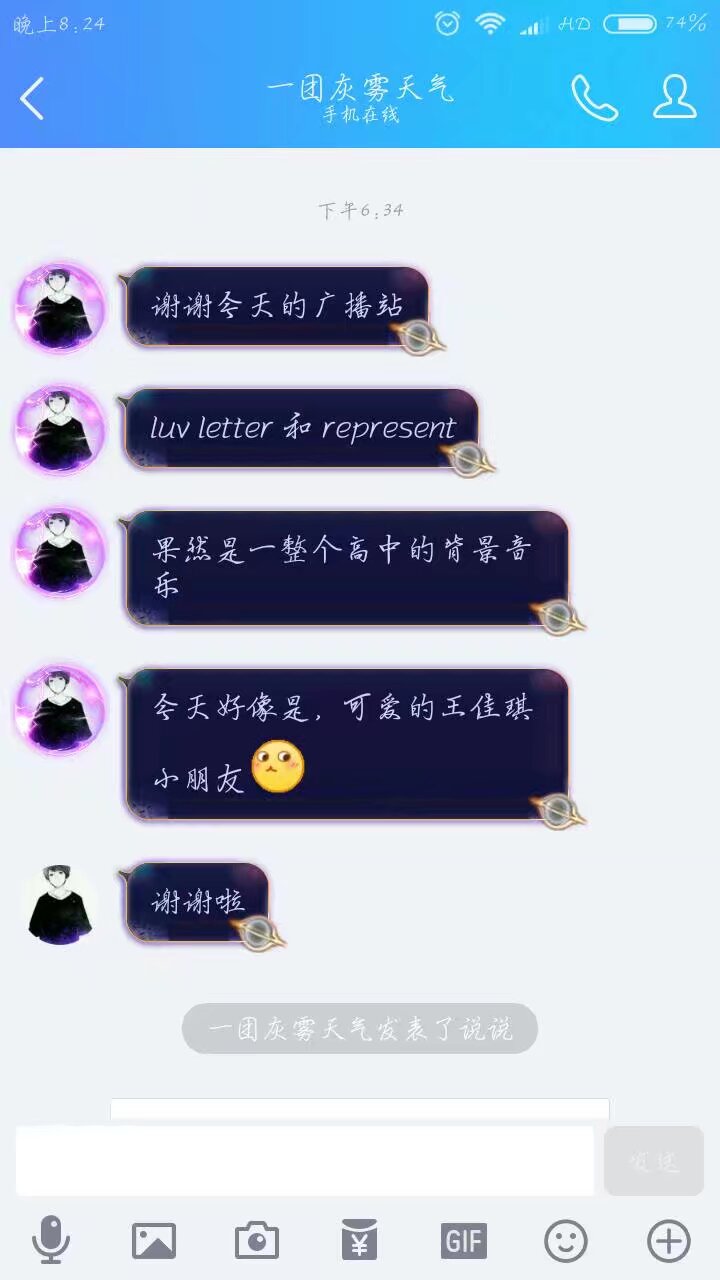 晚上8:24
HD
74%
一团灰雾天气
手机在线
下午6:34
谢谢今天的广播站
luv letter 和 represent
果然是一整个高中的背景音
乐
今天好像是，可爱的王佳琪
小朋友
谢谢啦
一团灰雾天气发表了说说
发送
¥
GIF